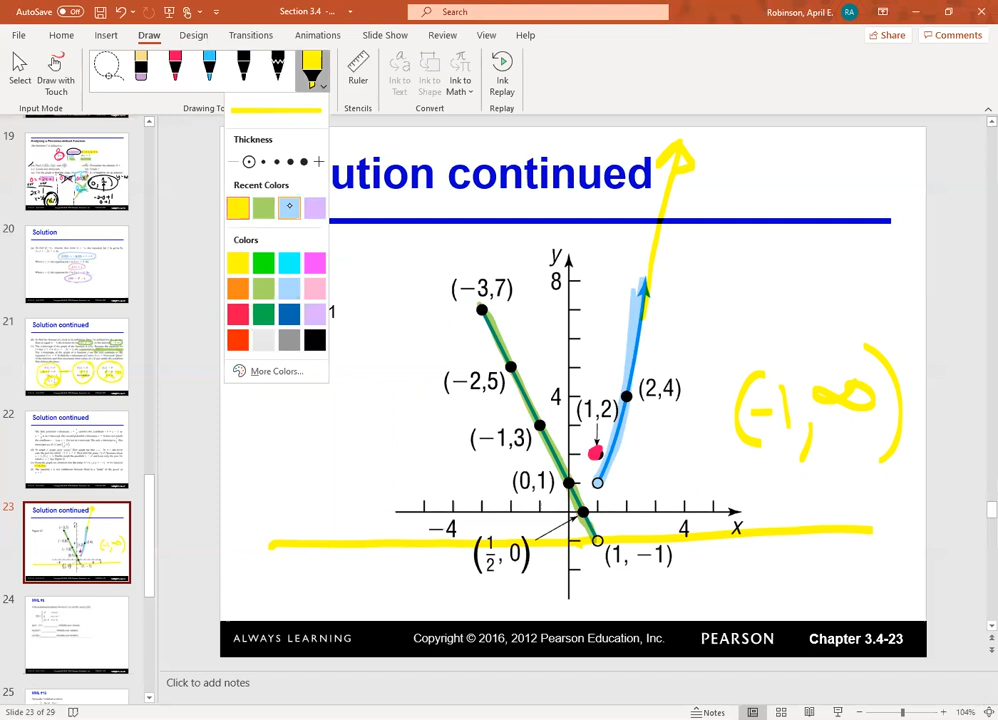 AutoSave Off
Section 3.4 - ...
Search
Robinson, April E.
RA
File Home Insert Draw Design Transitions Animations Slide Show Review View Help
Share
Comments
Select
Draw with
Touch
Ruler
Ink to
Text
Ink to
Shape
Ink to
Math
Ink
Replay
Input Mode
Drawing To
Stencils
Convert
Replay
Thickness
Recent Colors
Colors
More Colors...
19
20
Solution
21
Solution continued
22
Solution continued
23
Solution continued
24
25
ution continued
1
y
8
(−3,7)
(−2,5)
4
(1,2)
(2,4)
(−1,3)
(0,1)
−4
4
x
(1/2, 0)
(1, −1)
(-1, ∞)
ALWAYS LEARNING
Copyright © 2016, 2012 Pearson Education, Inc.
PEARSON
Chapter 3.4-23
Click to add notes
Slide 23 of 29
Notes
104%